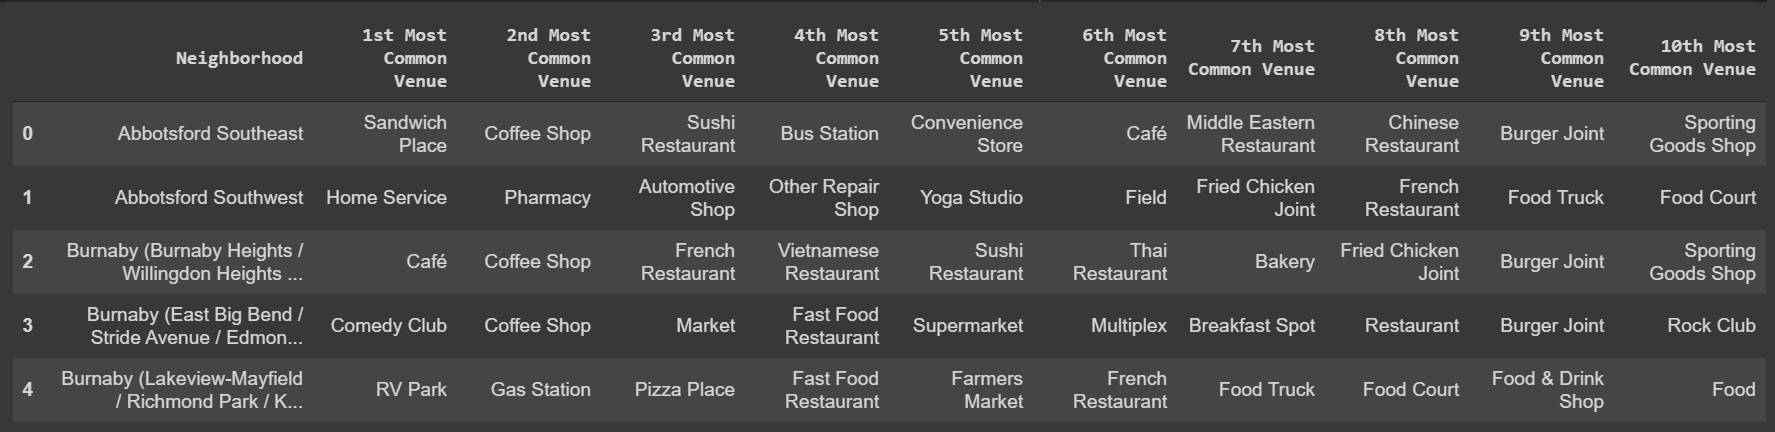 Neighborhood 1st Most Common Venue 2nd Most Common Venue 3rd Most Common Venue 4th Most Common Venue 5th Most Common Venue 6th Most Common Venue 7th Most Common Venue 8th Most Common Venue 9th Most Common Venue 10th Most Common Venue
0 Abbotsford Southeast Sandwich Place Coffee Shop Sushi Restaurant Bus Station Convenience Store Café Middle Eastern Restaurant Chinese Restaurant Burger Joint Sporting Goods Shop
1 Abbotsford Southwest Home Service Pharmacy Automotive Shop Other Repair Shop Yoga Studio Field Fried Chicken Joint French Restaurant Food Truck Food Court
2 Burnaby (Burnaby Heights / Willingdon Heights ... Café Coffee Shop French Restaurant Vietnamese Restaurant Sushi Restaurant Thai Restaurant Bakery Fried Chicken Joint Burger Joint Sporting Goods Shop
3 Burnaby (East Big Bend / Stride Avenue / Edmon... Comedy Club Coffee Shop Market Fast Food Restaurant Supermarket Multiplex Breakfast Spot Restaurant Burger Joint Rock Club
4 Burnaby (Lakeview-Mayfield / Richmond Park / K... RV Park Gas Station Pizza Place Fast Food Restaurant Farmers Market French Restaurant Food Truck Food Court Food & Drink Shop Food